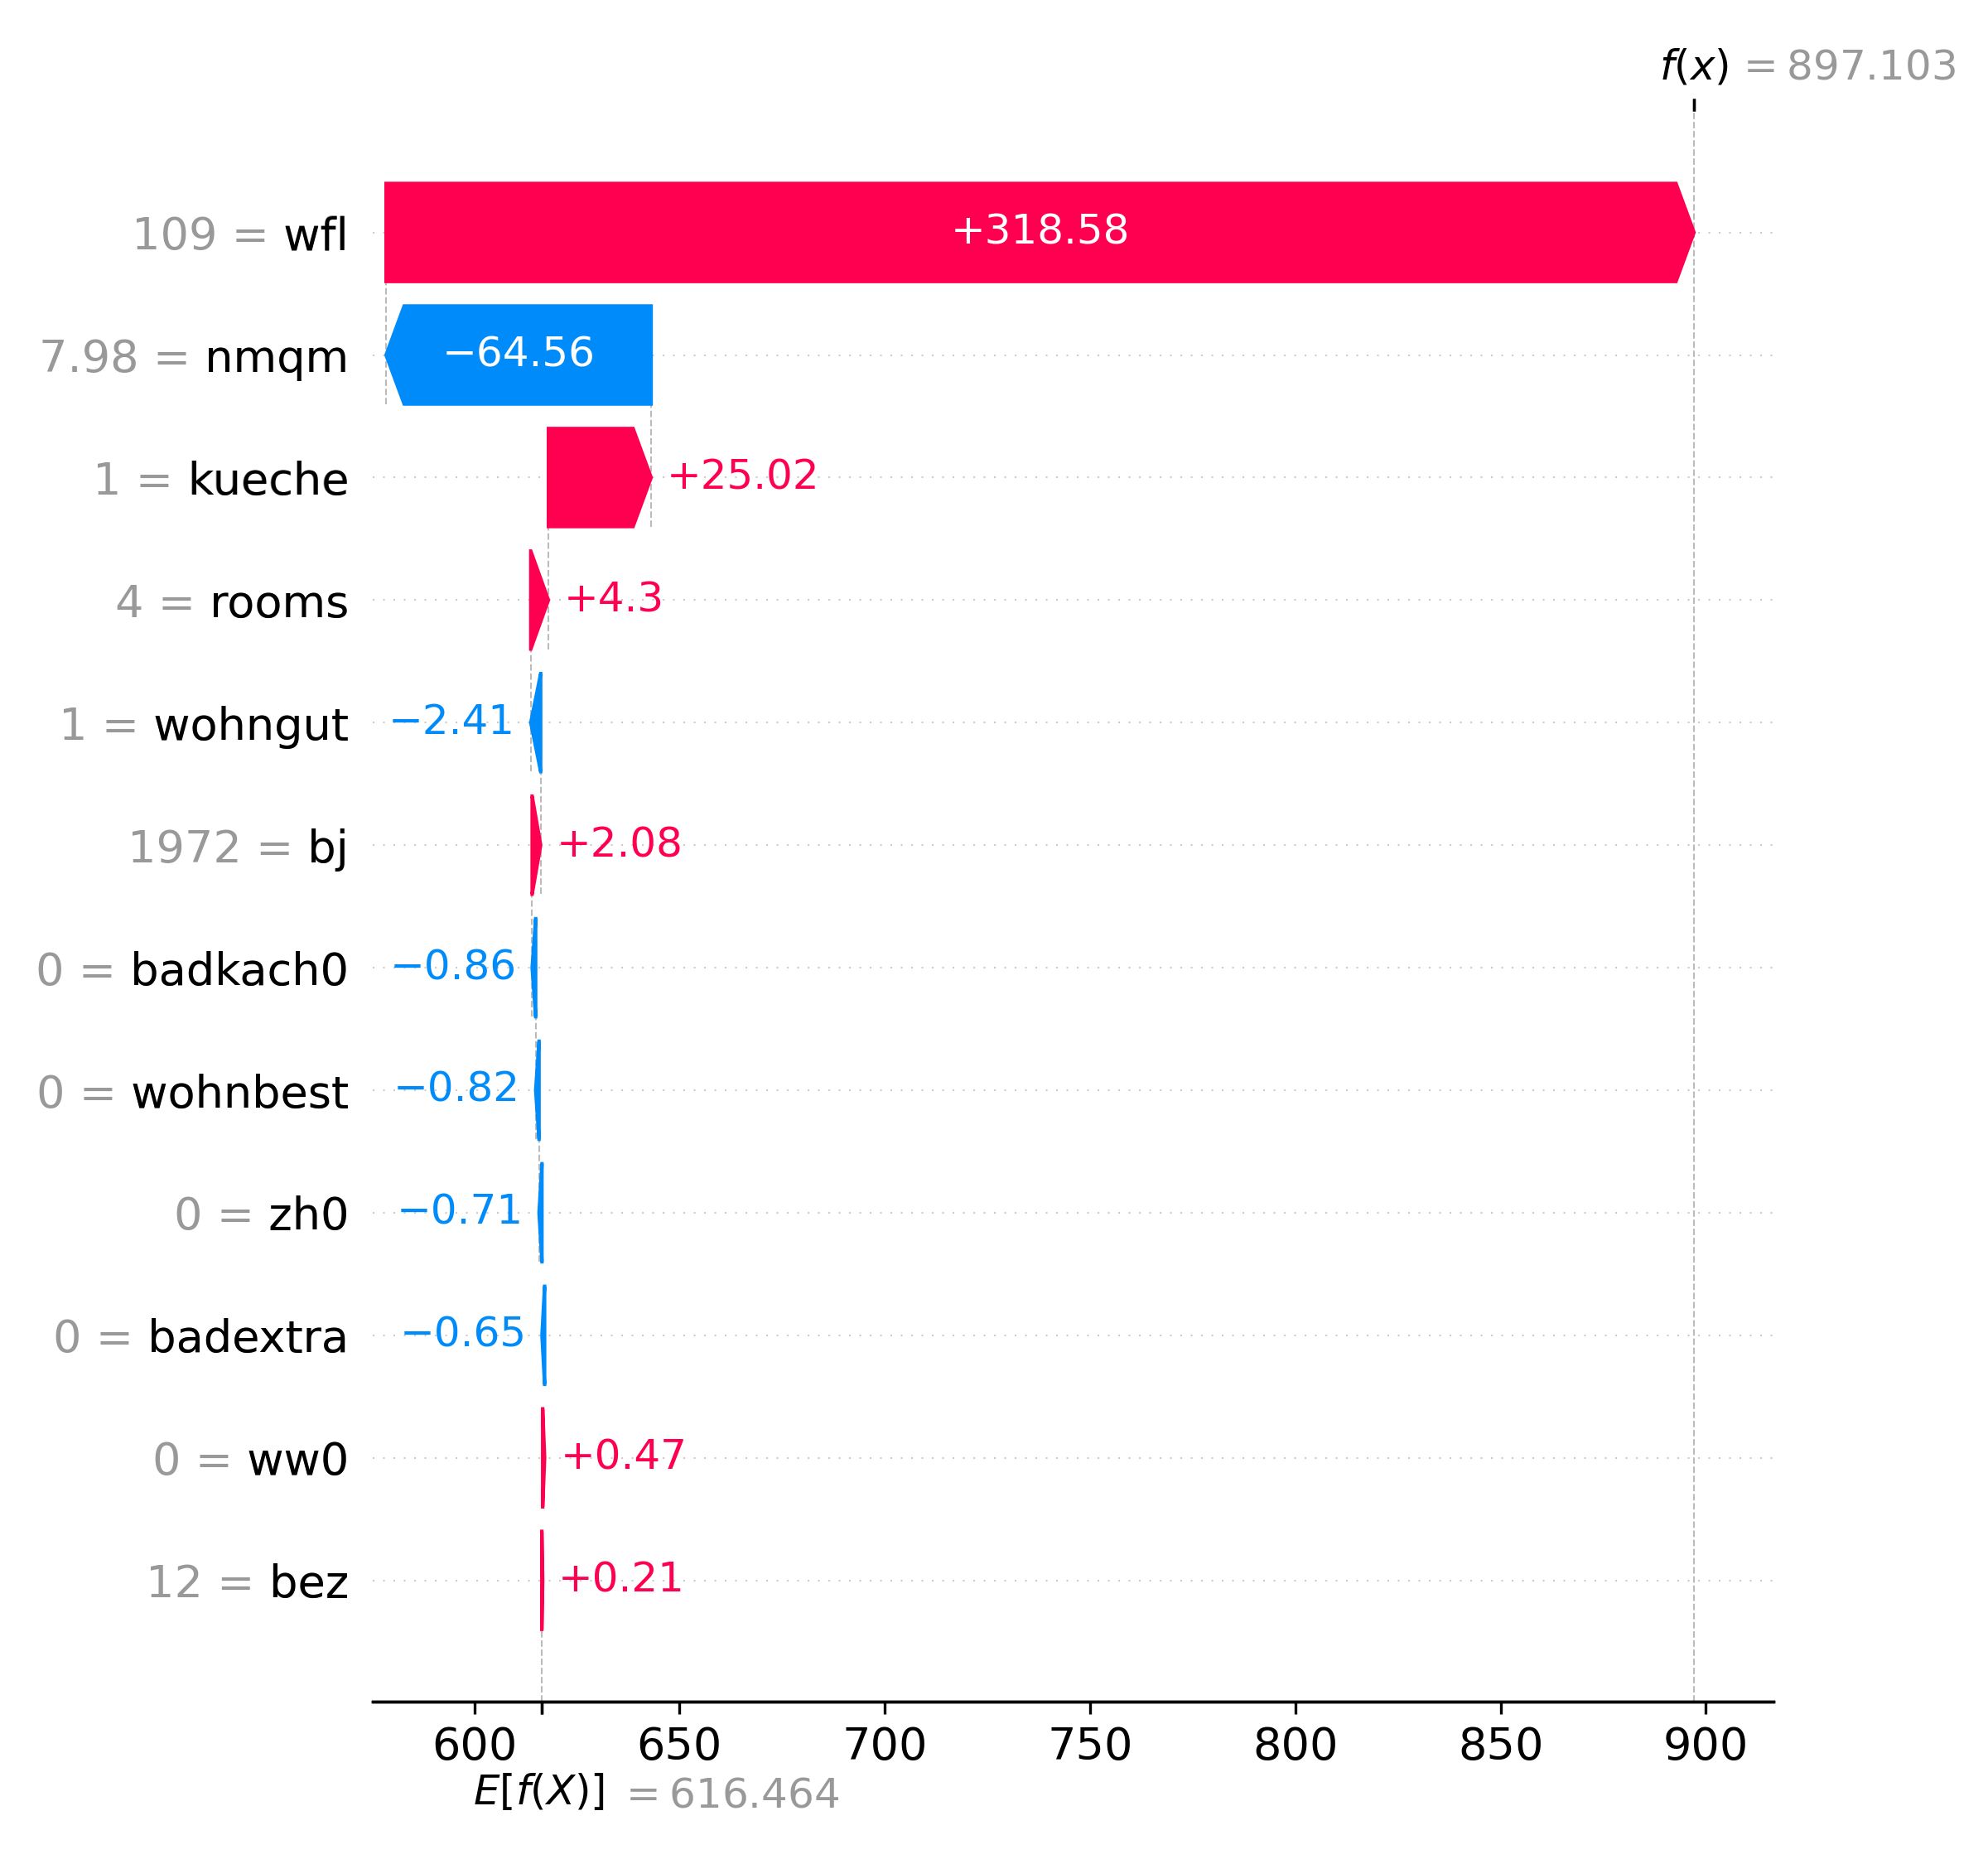 f(x) = 897.103
109 = wfl +318.58
7.98 = nmqm −64.56
1 = kueche +25.02
4 = rooms +4.3
1 = wohngut −2.41
1972 = bj +2.08
0 = badkach0 −0.86
0 = wohnbest −0.82
0 = zh0 −0.71
0 = badextra −0.65
0 = ww0 +0.47
12 = bez +0.21
600 650 700 750 800 850 900
E[f(X)] = 616.464